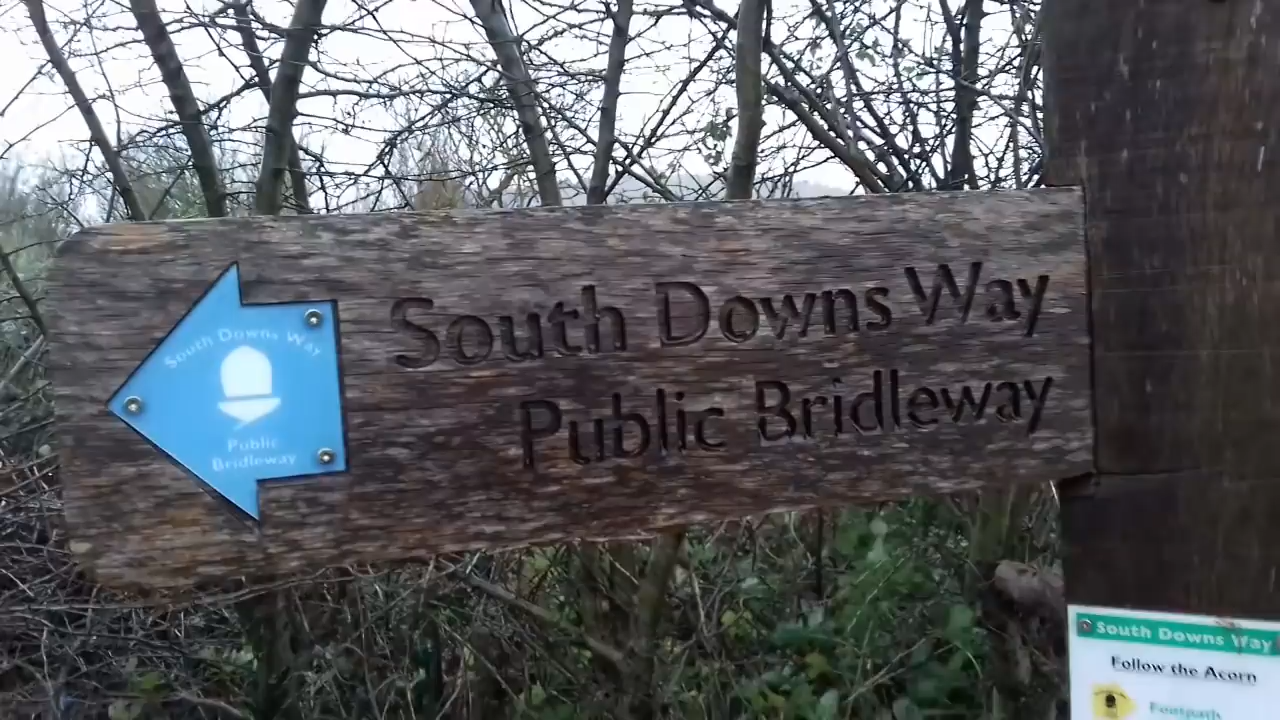 South Downs Way
Public Bridleway
South Downs Way
Public
Bridleway
South Downs Way
Follow the Acorn
Footpath